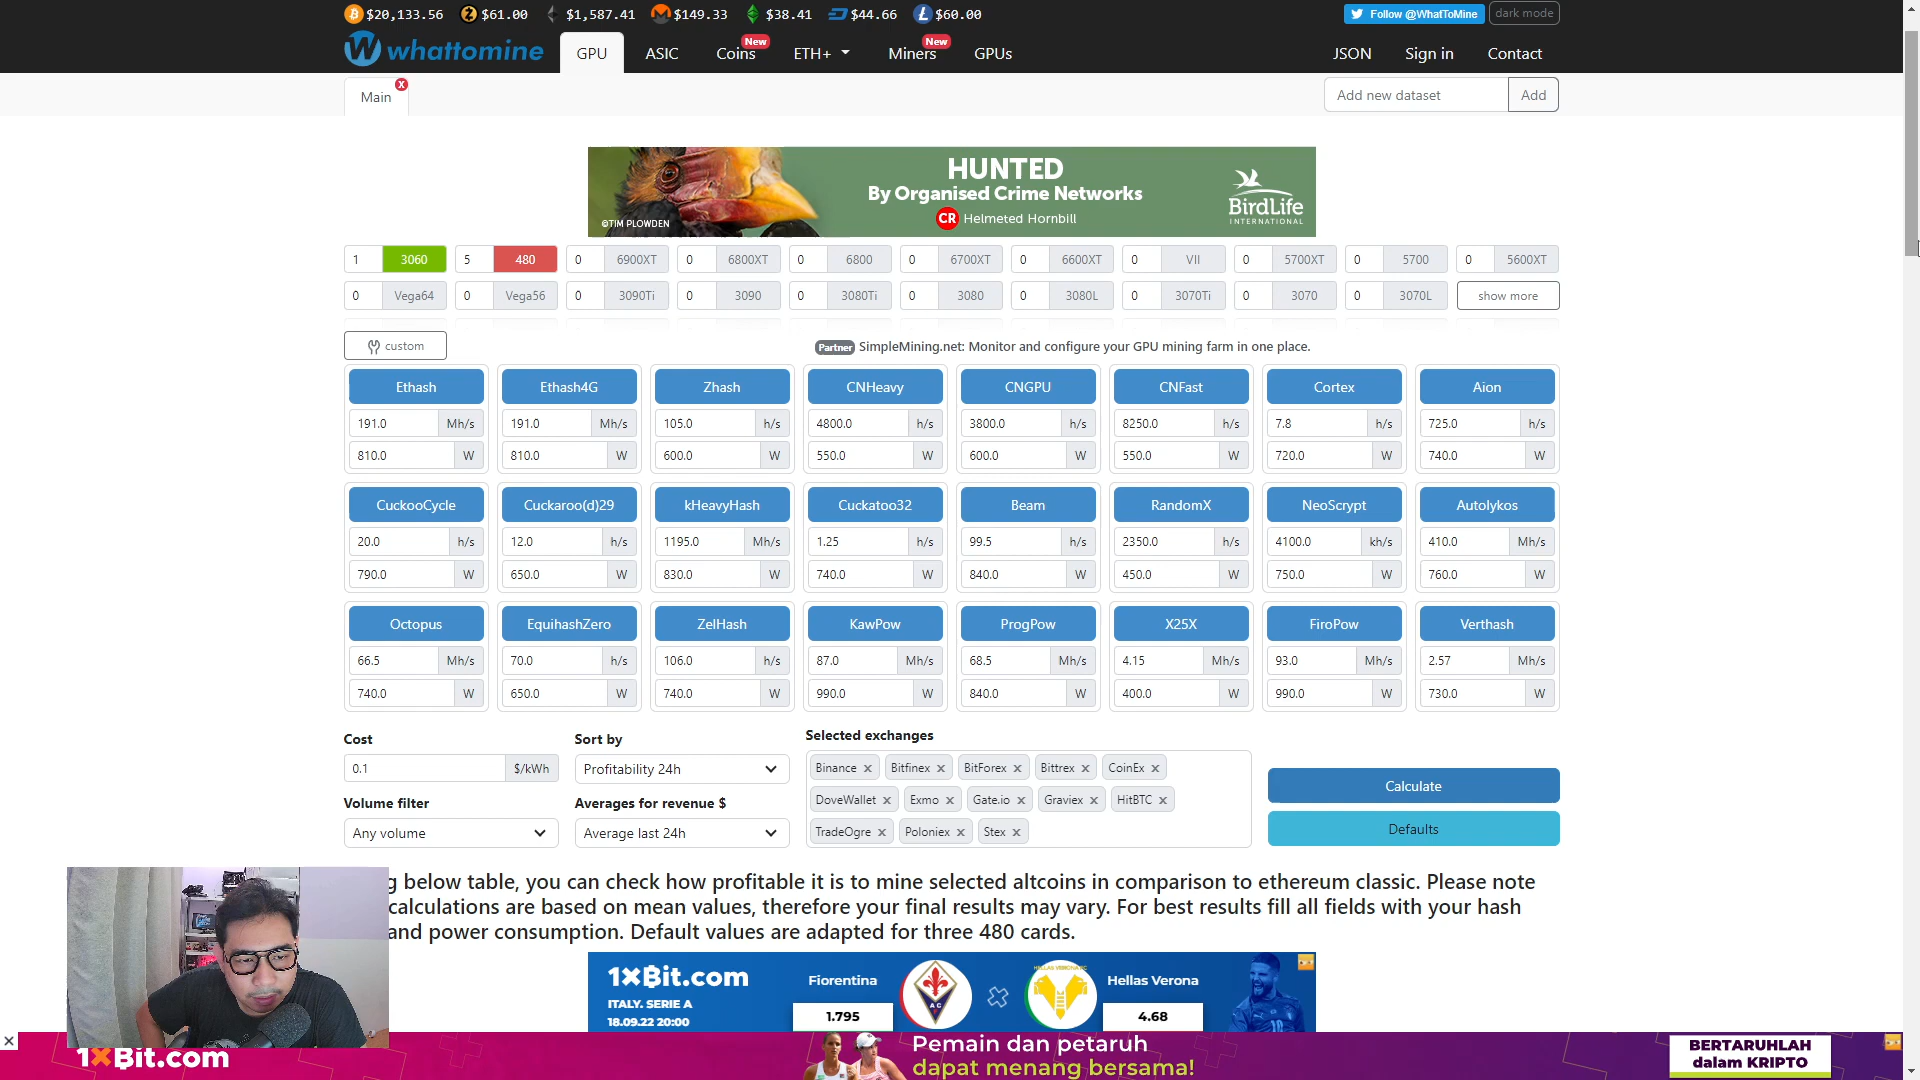 $20,133.56 $61.00 $1,587.41 $149.33 $38.41 $44.66 $60.00 Follow @WhatToMine dark mode
whattomine GPU ASIC Coins New ETH+ Miners New GPUs JSON Sign in Contact
Main x Add new dataset Add
HUNTED
By Organised Crime Networks
CR Helmeted Hornbill
©TIM PLOWDEN
BirdLife
INTERNATIONAL
1 3060 5 480 0 6900XT 0 6800XT 0 6800 0 6700XT 0 6600XT 0 VII 0 5700XT 0 5700 0 5600XT
0 Vega64 0 Vega56 0 3090Ti 0 3090 0 3080Ti 0 3080 0 3080L 0 3070Ti 0 3070 0 3070L show more
custom Partner SimpleMining.net: Monitor and configure your GPU mining farm in one place.
Ethash Ethash4G Zhash CNHeavy CNGPU CNFast Cortex Aion
191.0 Mh/s 191.0 Mh/s 105.0 h/s 4800.0 h/s 3800.0 h/s 8250.0 h/s 7.8 h/s 725.0 h/s
810.0 W 810.0 W 600.0 W 550.0 W 600.0 W 550.0 W 720.0 W 740.0 W
CuckooCycle Cuckaroo(d)29 kHeavyHash Cuckatoo32 Beam RandomX NeoScrypt Autolykos
20.0 h/s 12.0 h/s 1195.0 Mh/s 1.25 h/s 99.5 h/s 2350.0 h/s 4100.0 kh/s 410.0 Mh/s
790.0 W 650.0 W 830.0 W 740.0 W 840.0 W 450.0 W 750.0 W 760.0 W
Octopus EquihashZero ZelHash KawPow ProgPow X25X FiroPow Verthash
66.5 Mh/s 70.0 h/s 106.0 h/s 87.0 Mh/s 68.5 Mh/s 4.15 Mh/s 93.0 Mh/s 2.57 Mh/s
740.0 W 650.0 W 740.0 W 990.0 W 840.0 W 400.0 W 990.0 W 730.0 W
Cost Sort by Selected exchanges
0.1 $/kWh Profitability 24h Binance Bitfinex BitForex Bittrex CoinEx
Volume filter Averages for revenue $ DoveWallet Exmo Gate.io Graviex HitBTC
Any volume Average last 24h TradeOgre Poloniex Stex
Calculate
Defaults
g below table, you can check how profitable it is to mine selected altcoins in comparison to ethereum classic. Please note
calculations are based on mean values, therefore your final results may vary. For best results fill all fields with your hash
and power consumption. Default values are adapted for three 480 cards.
1×Bit.com
ITALY. SERIE A
18.09.22 20:00
Fiorentina Hellas Verona
1.795 4.68
1×Bit.com
Pemain dan petaruh
dapat menang bersama!
BERTARUHLAH
dalam KRIPTO